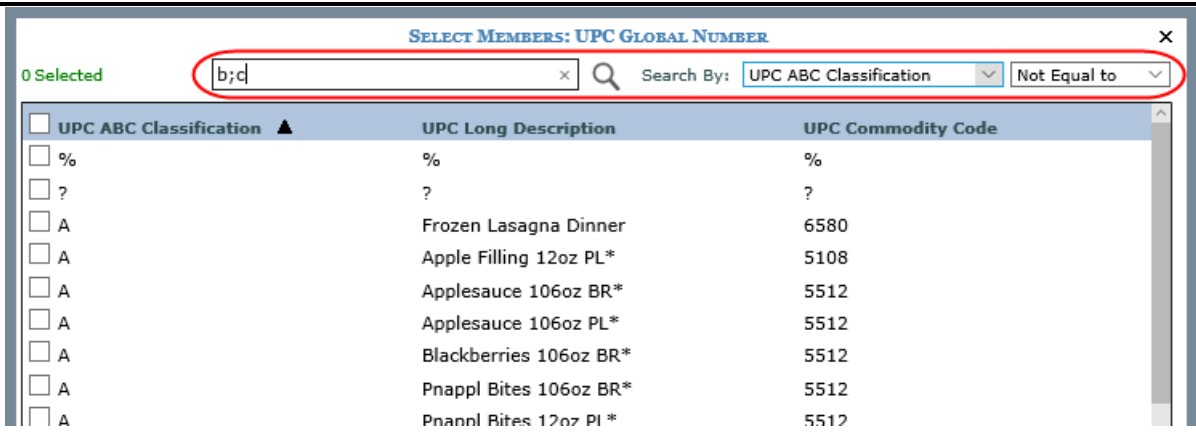 SELECT MEMBERS: UPC GLOBAL NUMBER
0 Selected b;c Search By: UPC ABC Classification Not Equal to
UPC ABC Classification ▲ UPC Long Description UPC Commodity Code
% % %
? ? ?
A Frozen Lasagna Dinner 6580
A Apple Filling 12oz PL* 5108
A Applesauce 106oz BR* 5512
A Applesauce 106oz PL* 5512
A Blackberries 106oz BR* 5512
A Pnappl Bites 106oz BR* 5512
A Pnappl Bites 12oz PL* 5512